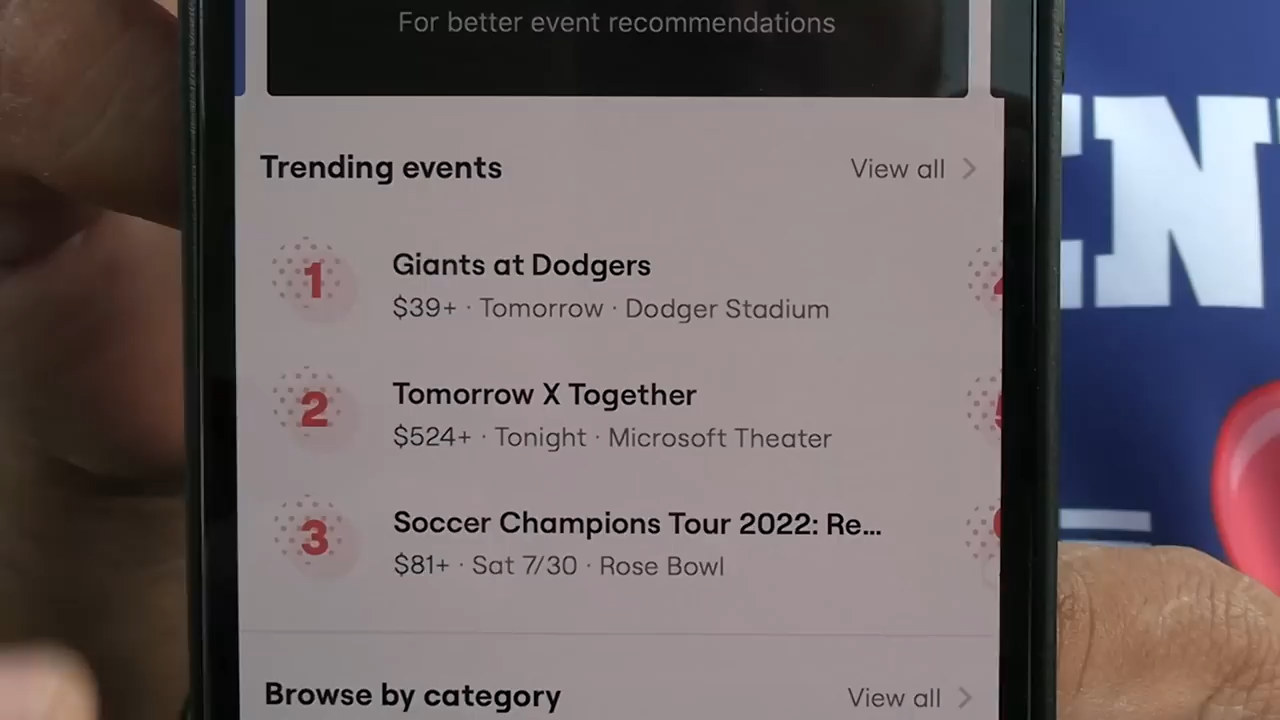 For better event recommendations
Trending events
View all
1
Giants at Dodgers
$39+ · Tomorrow · Dodger Stadium
2
Tomorrow X Together
$524+ · Tonight · Microsoft Theater
3
Soccer Champions Tour 2022: Re...
$81+ · Sat 7/30 · Rose Bowl
Browse by category
View all